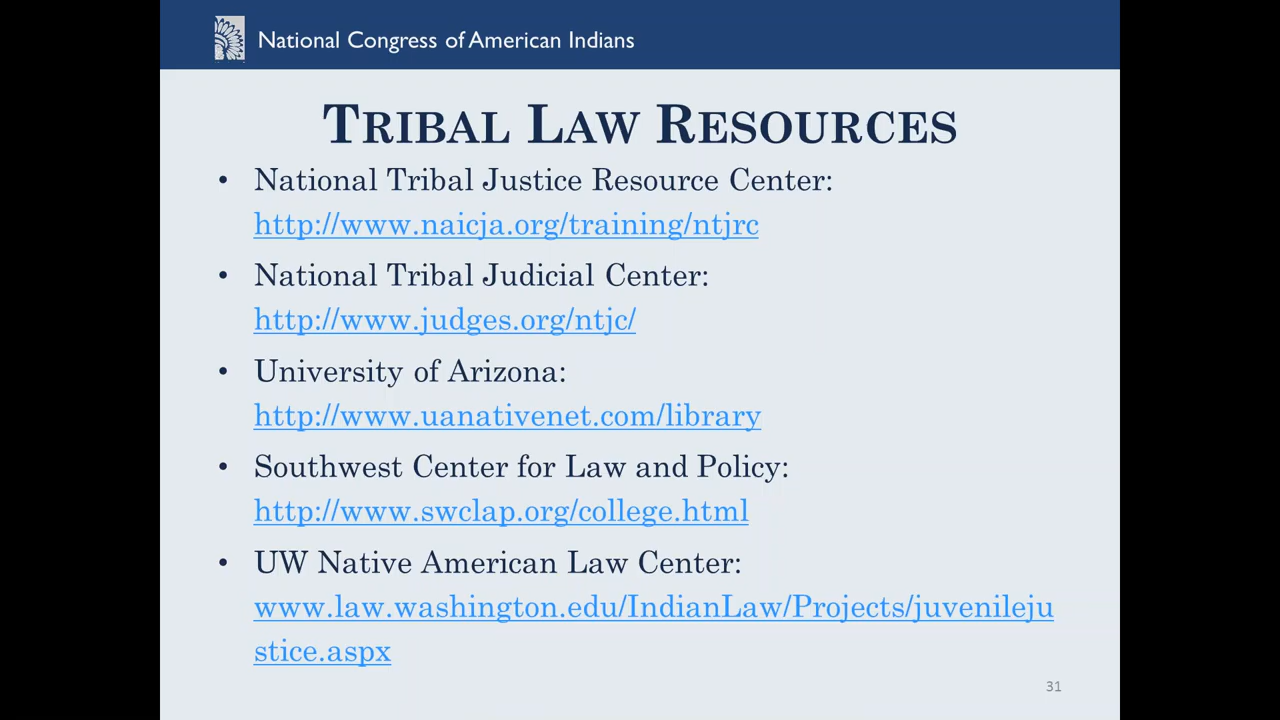 National Congress of American Indians
TRIBAL LAW RESOURCES
• National Tribal Justice Resource Center:
http://www.naicja.org/training/ntjrc
• National Tribal Judicial Center:
http://www.judges.org/ntjc/
• University of Arizona:
http://www.uanativenet.com/library
• Southwest Center for Law and Policy:
http://www.swclap.org/college.html
• UW Native American Law Center:
www.law.washington.edu/IndianLaw/Projects/juvenileju
stice.aspx
31